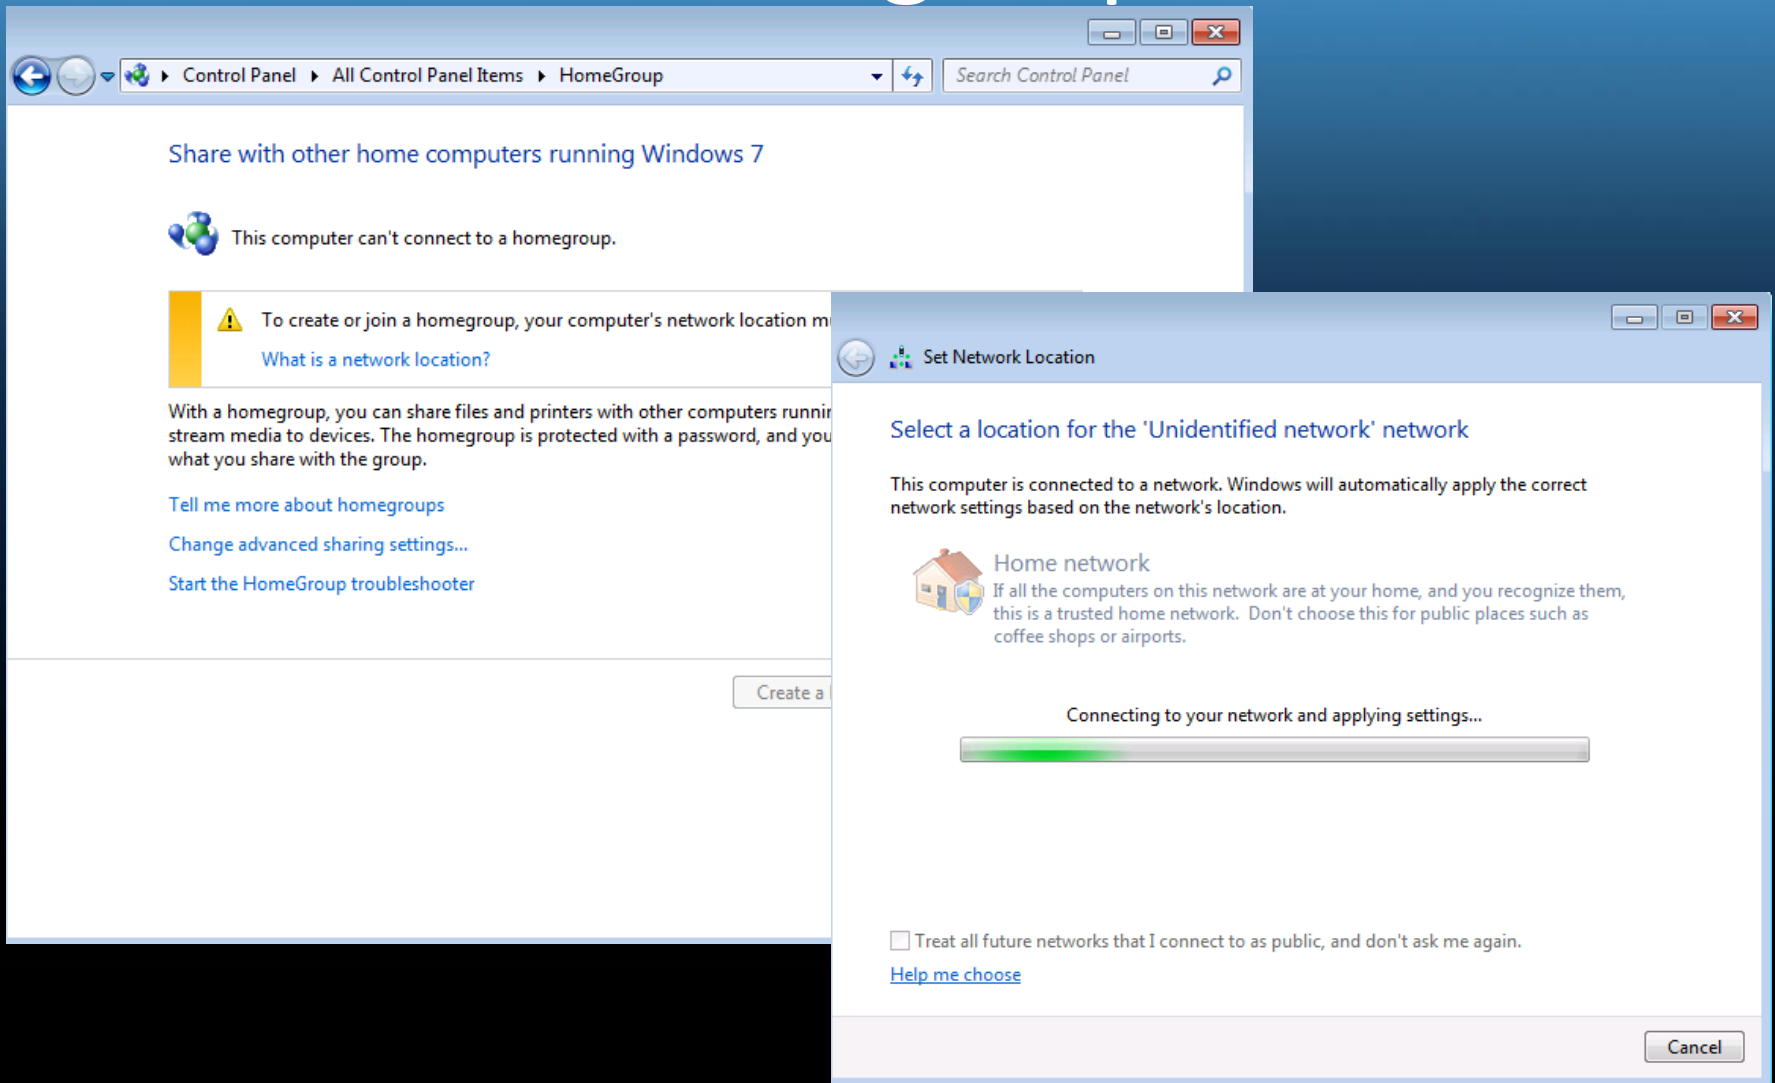 Control Panel
All Control Panel Items
HomeGroup
Search Control Panel
Share with other home computers running Windows 7
This computer can't connect to a homegroup.
To create or join a homegroup, your computer's network location
What is a network location?
With a homegroup, you can share files and printers with other computers
stream media to devices. The homegroup is protected with a password, and you
what you share with the group.
Tell me more about homegroups
Change advanced sharing settings...
Start the HomeGroup troubleshooter
Create a
Set Network Location
Select a location for the 'Unidentified network' network
This computer is connected to a network. Windows will automatically apply the correct
network settings based on the network's location.
Home network
If all the computers on this network are at your home, and you recognize them,
this is a trusted home network.  Don't choose this for public places such as
coffee shops or airports.
Connecting to your network and applying settings...
Treat all future networks that I connect to as public, and don't ask me again.
Help me choose
Cancel